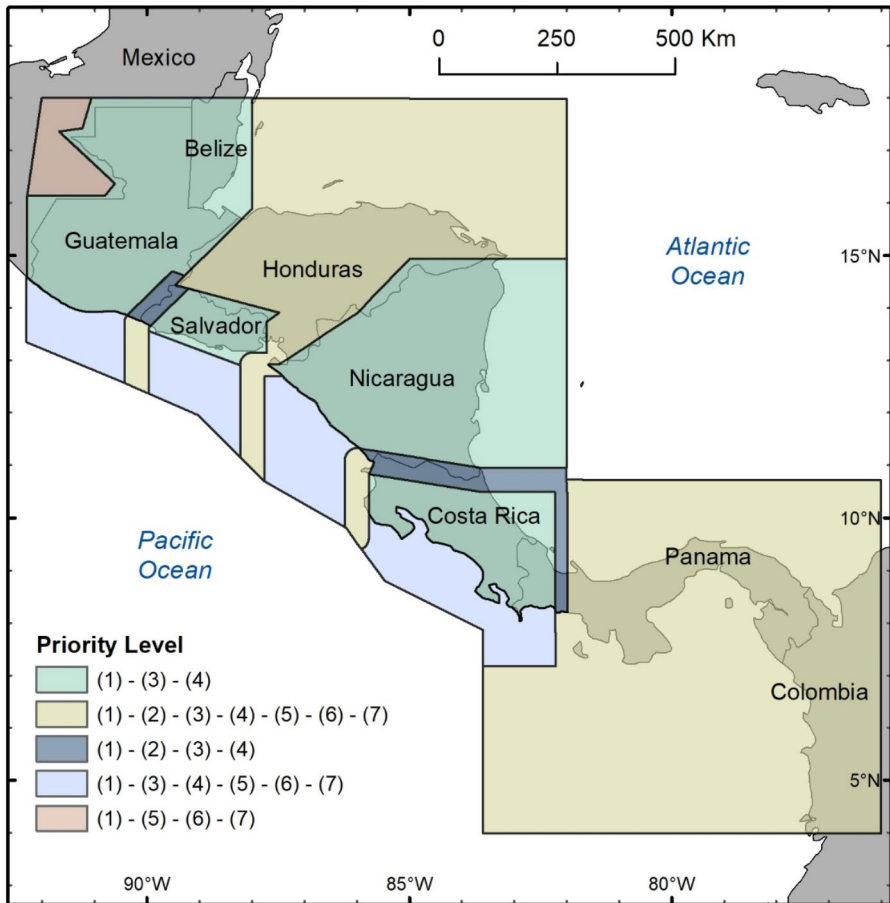 Mexico
0 250 500 Km
Belize
Guatemala
Atlantic
Ocean
15°N
Honduras
Salvador
Nicaragua
Costa Rica
10°N
Pacific
Ocean
Panama
Priority Level
(1) - (3) - (4)
Colombia
(1) - (2) - (3) - (4) - (5) - (6) - (7)
(1) - (2) - (3) - (4)
(1) - (3) - (4) - (5) - (6) - (7)
5°N
(1) - (5) - (6) - (7)
90°W 85°W 80°W